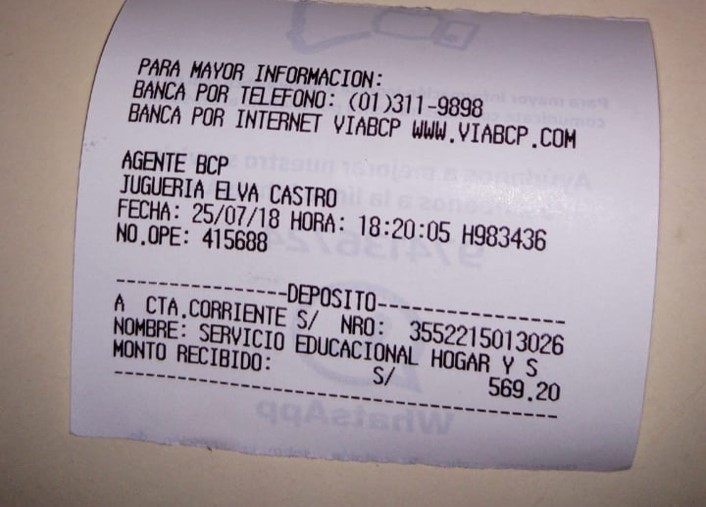 PARA MAYOR INFORMACION:
BANCA POR TELEFONO: (01)311-9898
BANCA POR INTERNET VIABCP WWW.VIABCP.COM
AGENTE BCP
JUGUERIA ELVA CASTRO
FECHA: 25/07/18 HORA: 18:20:05 H983436
NO.OPE: 415688
-----------------DEPOSITO-----------------
A CTA.CORRIENTE S/ NRO: 3552215013026
NOMBRE: SERVICIO EDUCACIONAL HOGAR Y S
MONTO RECIBIDO: S/ 569.20
------------------------------------------
WhatsApp